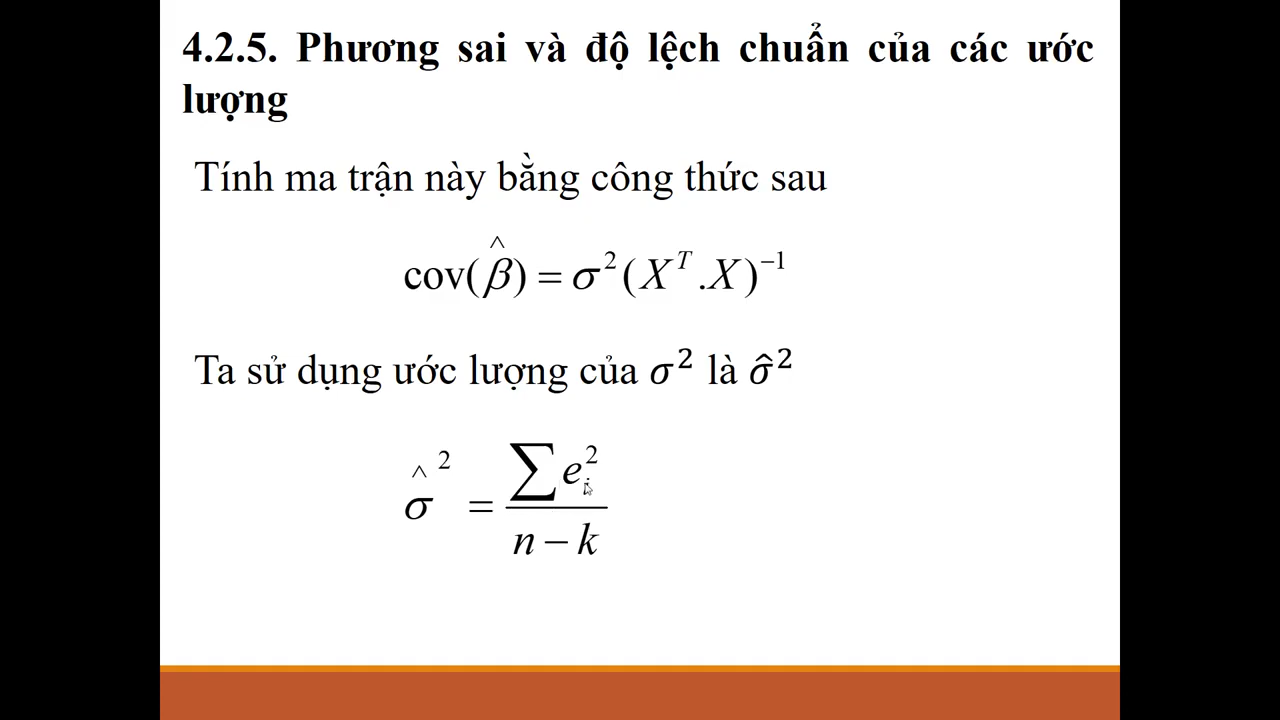 4.2.5. Phương sai và độ lệch chuẩn của các ước
lượng
Tính ma trận này bằng công thức sau
cov(β̂) = σ²(Xᵀ.X)⁻¹
Ta sử dụng ước lượng của σ² là σ̂²
σ̂² = ∑eᵢ² / (n − k)